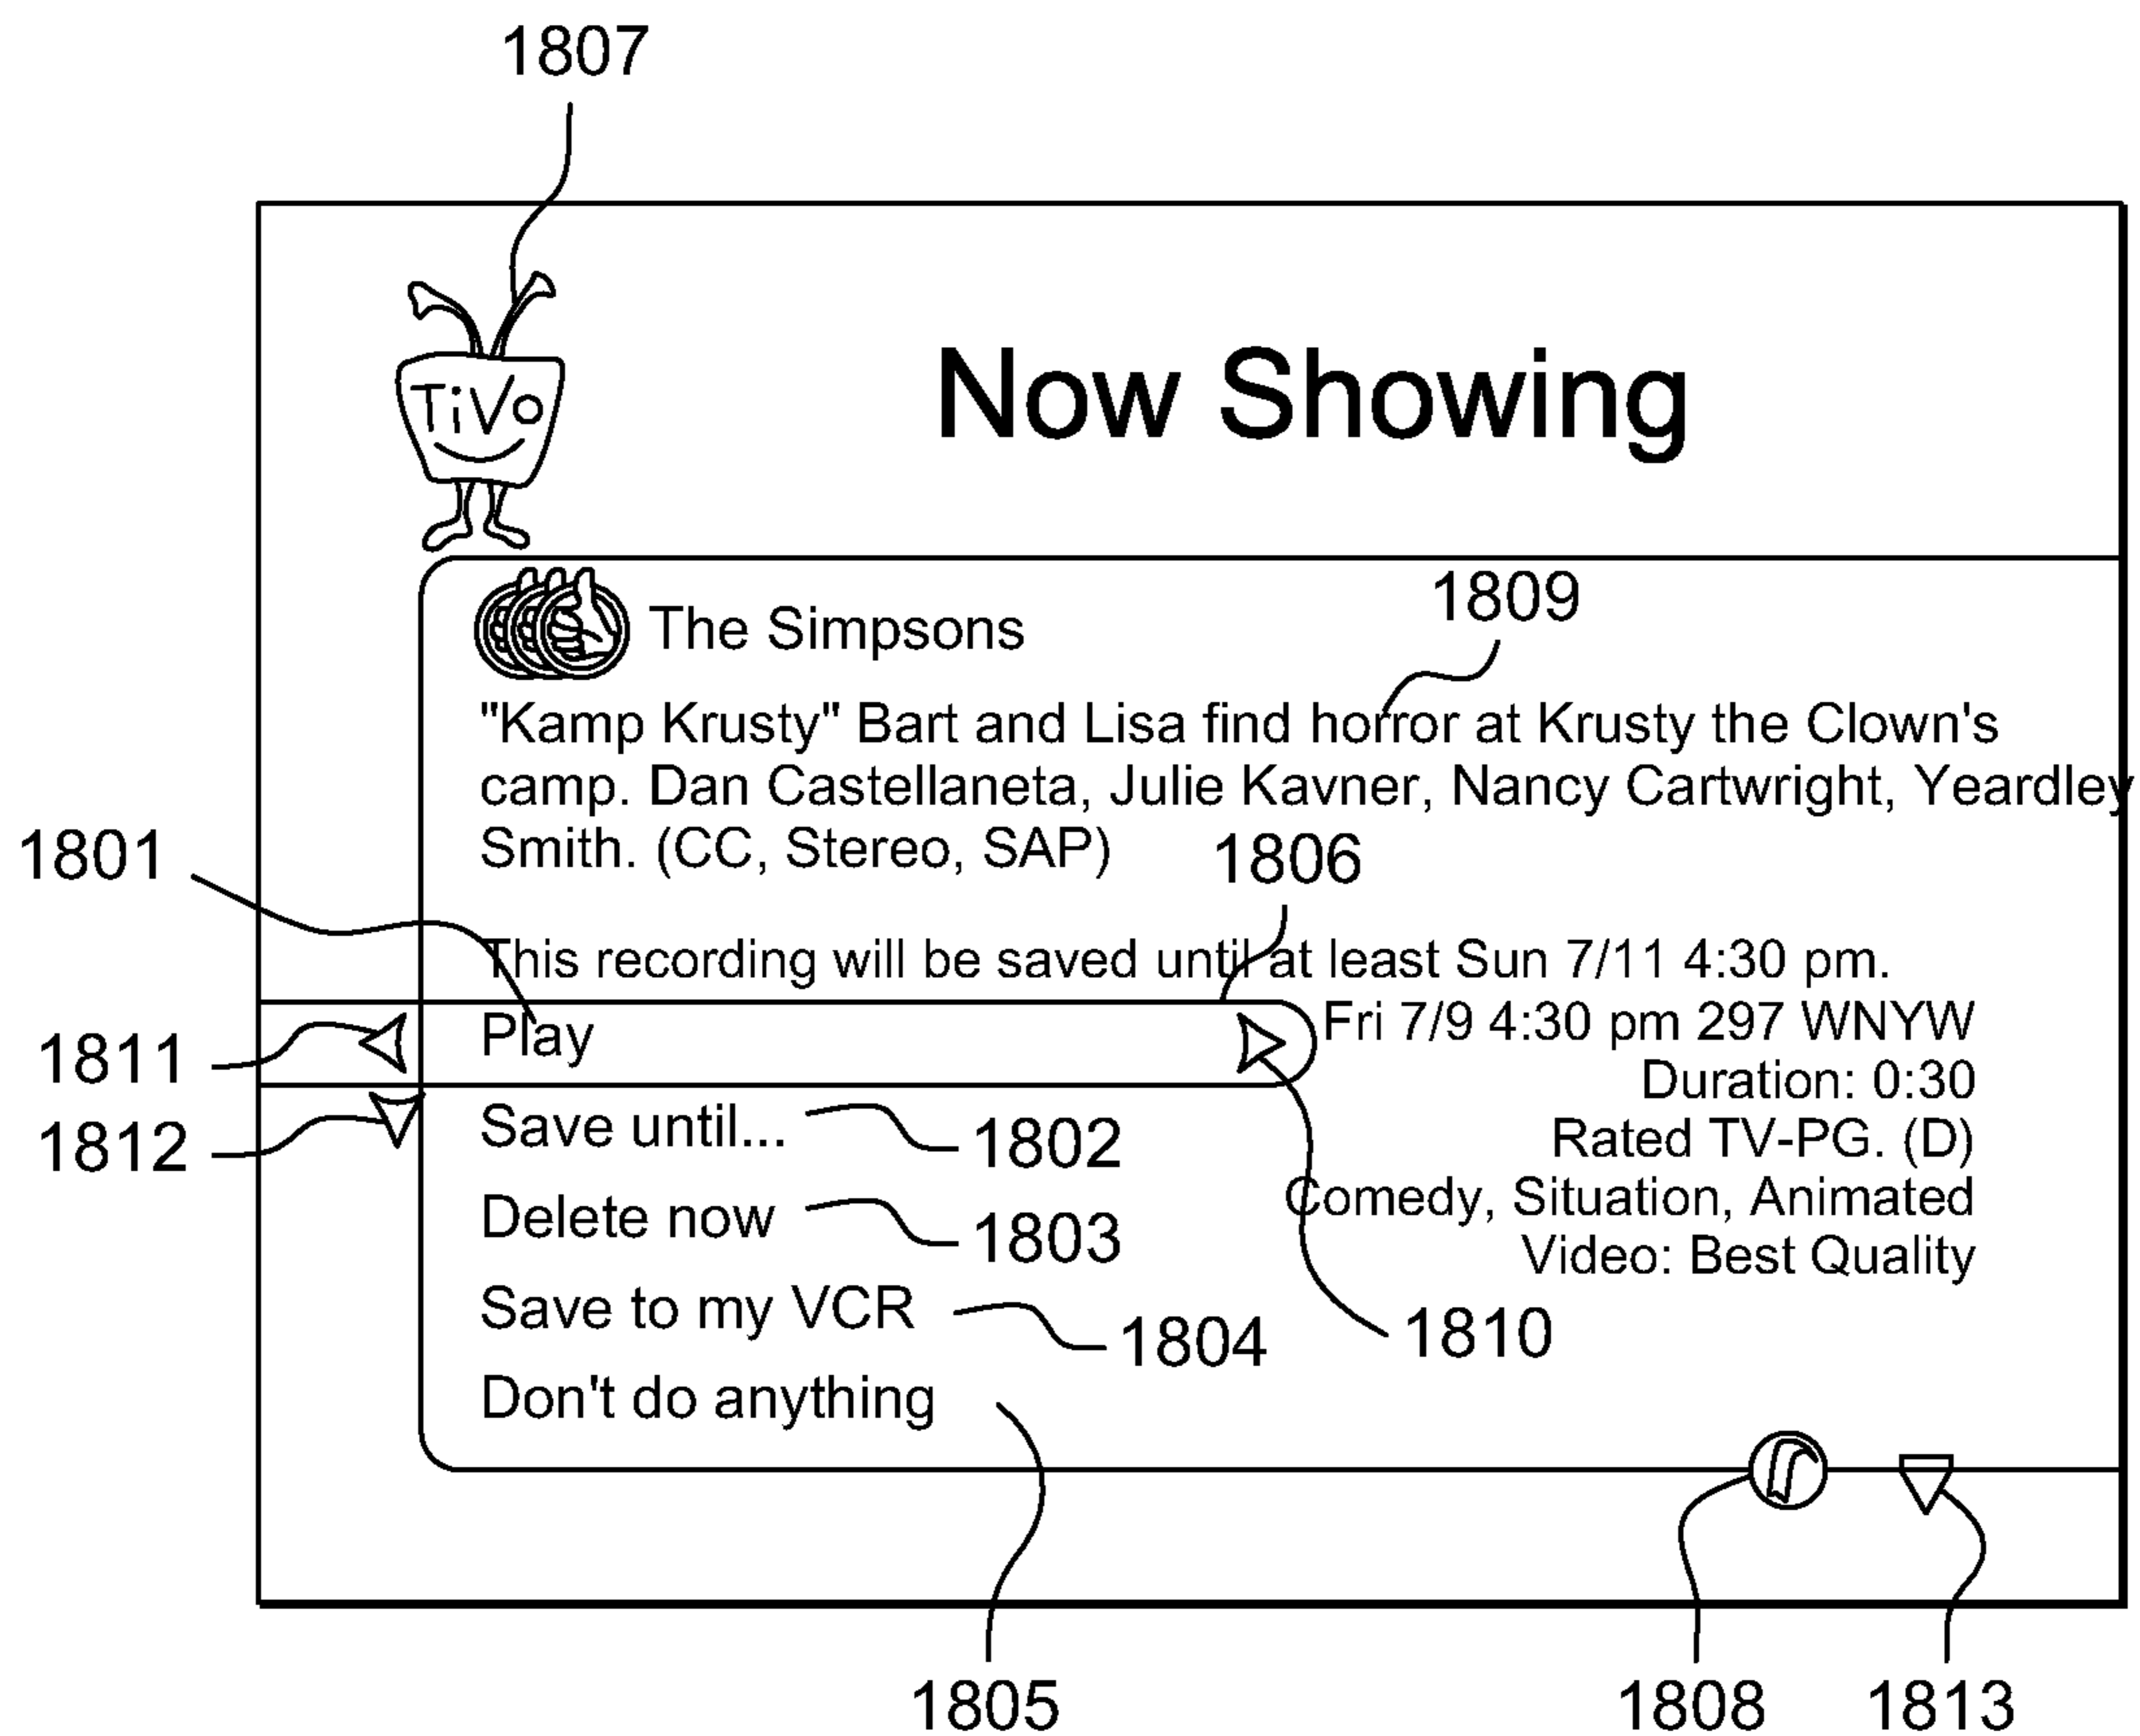 1807
TiVo
Now Showing
The Simpsons
1809
"Kamp Krusty" Bart and Lisa find horror at Krusty the Clown's
camp. Dan Castellaneta, Julie Kavner, Nancy Cartwright, Yeardley
Smith. (CC, Stereo, SAP)
1806
1801
This recording will be saved until at least Sun 7/11 4:30 pm.
1811
Play
Fri 7/9 4:30 pm 297 WNYW
Duration: 0:30
1812
Save until...
1802
Rated TV-PG. (D)
Delete now
1803
Comedy, Situation, Animated
Video: Best Quality
Save to my VCR
1804
1810
Don't do anything
1805
1808
1813